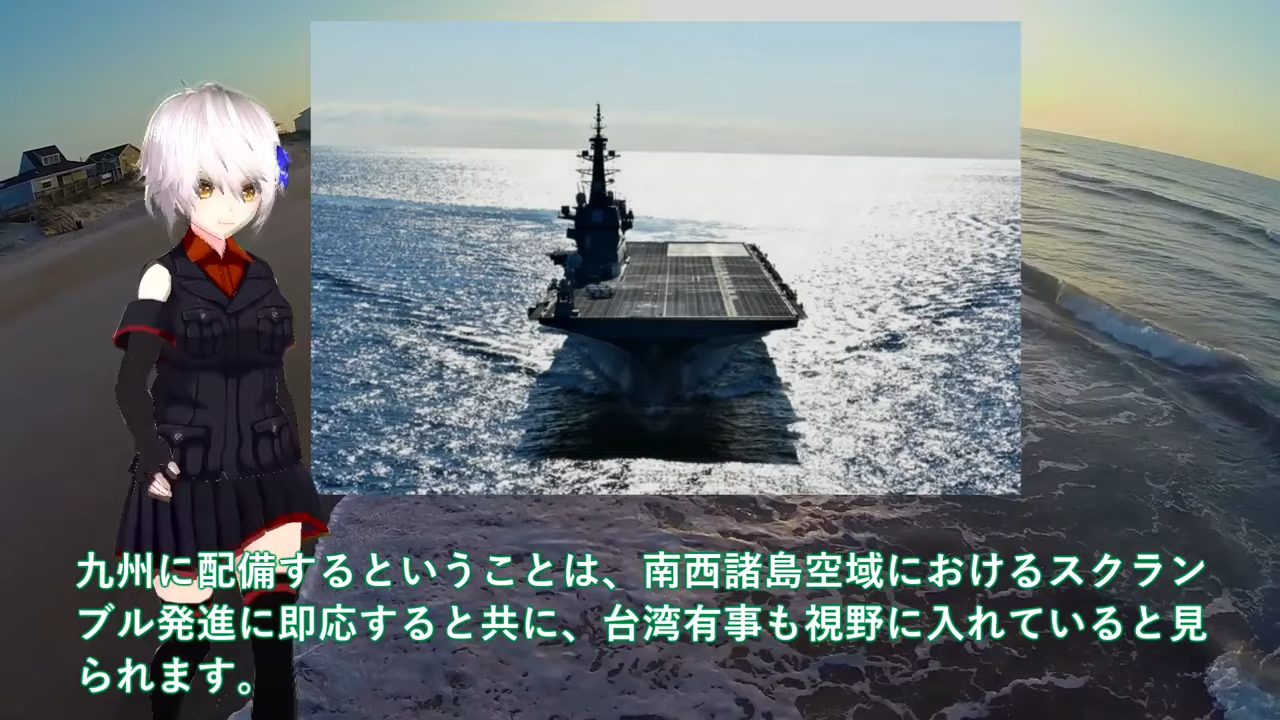 九州に配備するということは、南西諸島空域におけるスクラン
ブル発進に即応すると共に、台湾有事も視野に入れていると見
られます。